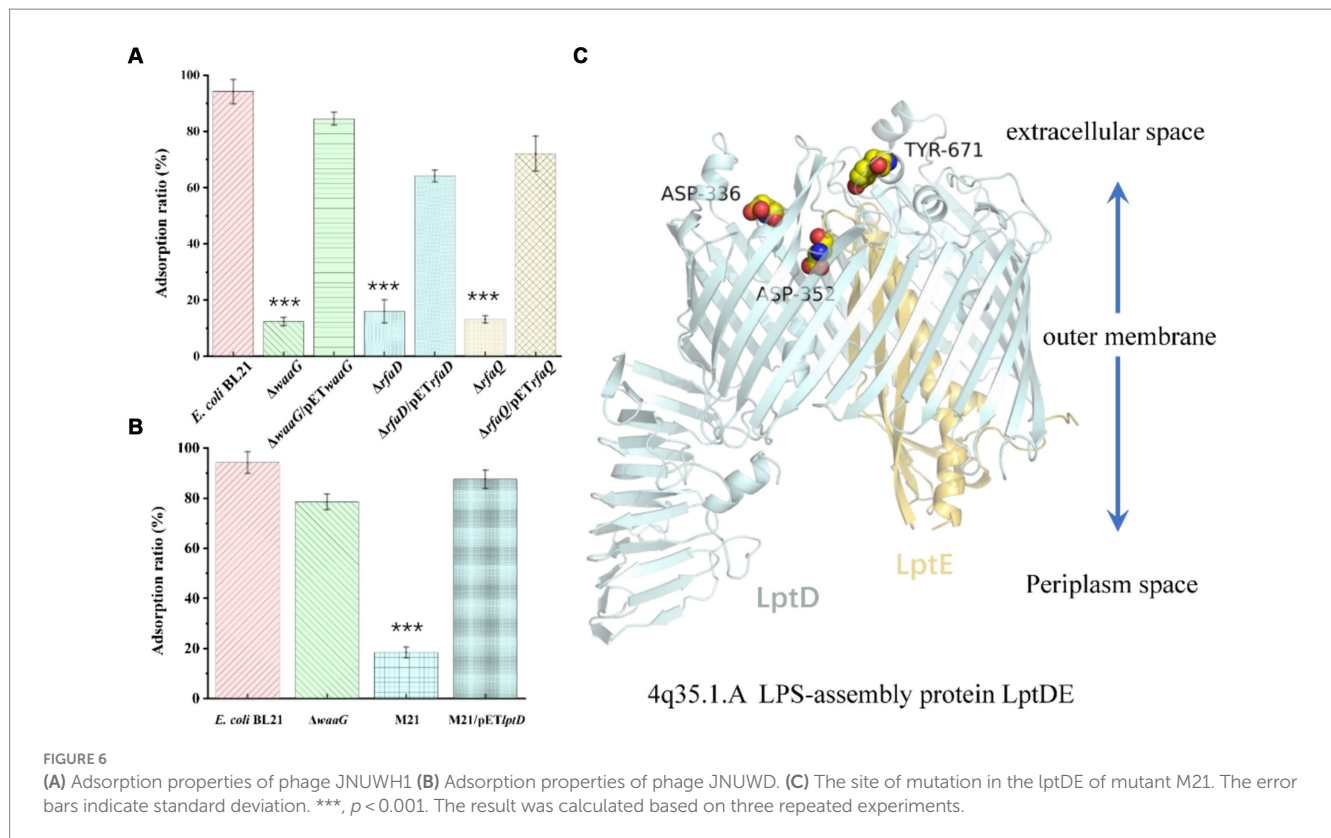 A
Adsorption ratio (%)
100
80
60
40
20
0
***
***
***
E. coli BL21
ΔwaaG
ΔwaaG/pETwaaG
ΔrfaD
ΔrfaD/pETrfaD
ΔrfaQ
ΔrfaQ/pETrfaQ
B
Adsorption ratio (%)
100
80
60
40
20
0
***
E. coli BL21
ΔwaaG
M21
M21/pETlptD
C
extracellular space
TYR-671
ASP-336
ASP-352
outer membrane
LptE
LptD
Periplasm space
4q35.1.A LPS-assembly protein LptDE
FIGURE 6
(A) Adsorption properties of phage JNUWH1 (B) Adsorption properties of phage JNUWD. (C) The site of mutation in the lptDE of mutant M21. The error
bars indicate standard deviation. ***, p < 0.001. The result was calculated based on three repeated experiments.